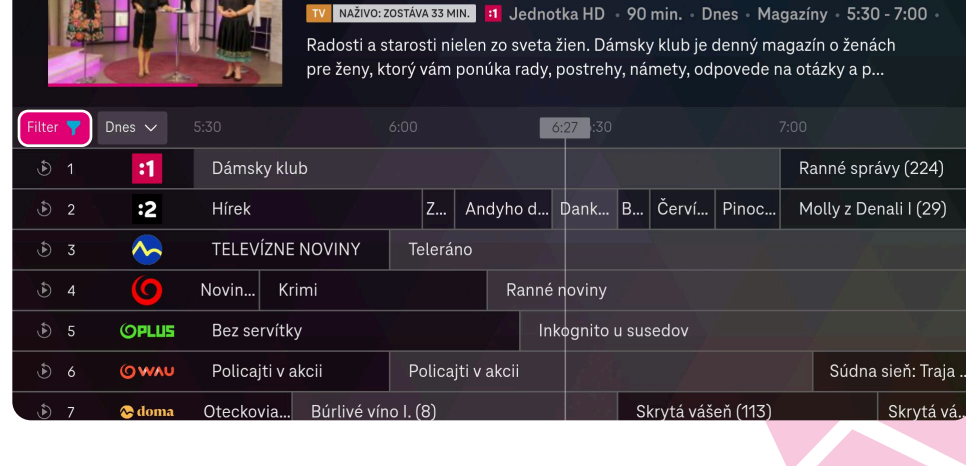 TV NAŽIVO: ZOSTÁVA 33 MIN. :1 Jednotka HD • 90 min. • Dnes • Magazíny • 5:30 - 7:00 •
Radosti a starosti nielen zo sveta žien. Dámsky klub je denný magazín o ženách
pre ženy, ktorý vám ponúka rady, postrehy, námety, odpovede na otázky a p...
Filter Dnes 5:30 6:00 6:27 :30 7:00
1 :1 Dámsky klub Ranné správy (224)
2 :2 Hírek Z... Andyho d... Dank... B... Červí... Pinoc... Molly z Denali I (29)
3 TELEVÍZNE NOVINY Teleráno
4 Novin... Krimi Ranné noviny
5 PLUS Bez servítky Inkognito u susedov
6 WAU Policajti v akcii Policajti v akcii Súdna sieň: Traja ..
7 doma Oteckovia... Búrlivé víno I. (8) Skrytá vášeň (113) Skrytá vá..